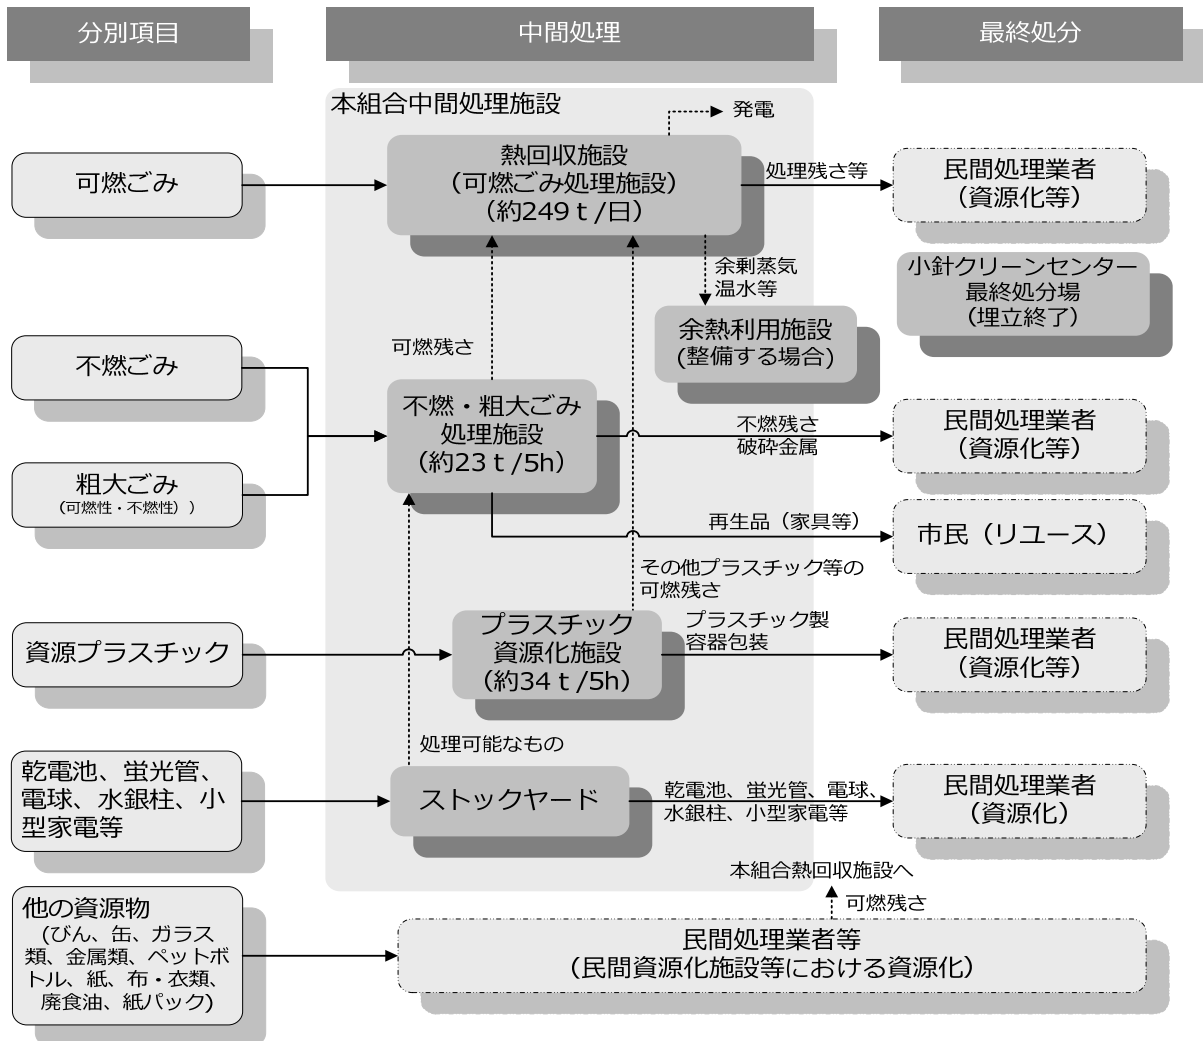 分別項目
中間処理
最終処分
本組合中間処理施設
発電
可燃ごみ
熱回収施設
（可燃ごみ処理施設）
（約249ｔ/日）
処理残さ等
民間処理業者
（資源化等）
余剰蒸気
温水等
小針クリーンセンター
最終処分場
（埋立終了）
余熱利用施設
(整備する場合)
可燃残さ
不燃ごみ
不燃・粗大ごみ
処理施設
（約23ｔ/5h）
不燃残さ
破砕金属
民間処理業者
（資源化等）
粗大ごみ
（可燃性・不燃性））
再生品（家具等）
市民（リユース）
その他プラスチック等の
可燃残さ
資源プラスチック
プラスチック
資源化施設
（約34ｔ/5h）
プラスチック製
容器包装
民間処理業者
（資源化等）
処理可能なもの
乾電池、蛍光管、
電球、水銀柱、小
型家電等
ストックヤード
乾電池、蛍光管、電球、
水銀柱、小型家電等
民間処理業者
（資源化）
本組合熱回収施設へ
可燃残さ
他の資源物
(びん、缶、ガラス
類、金属類、ペットボ
トル、紙、布・衣類、
廃食油、紙パック)
民間処理業者等
（民間資源化施設等における資源化）